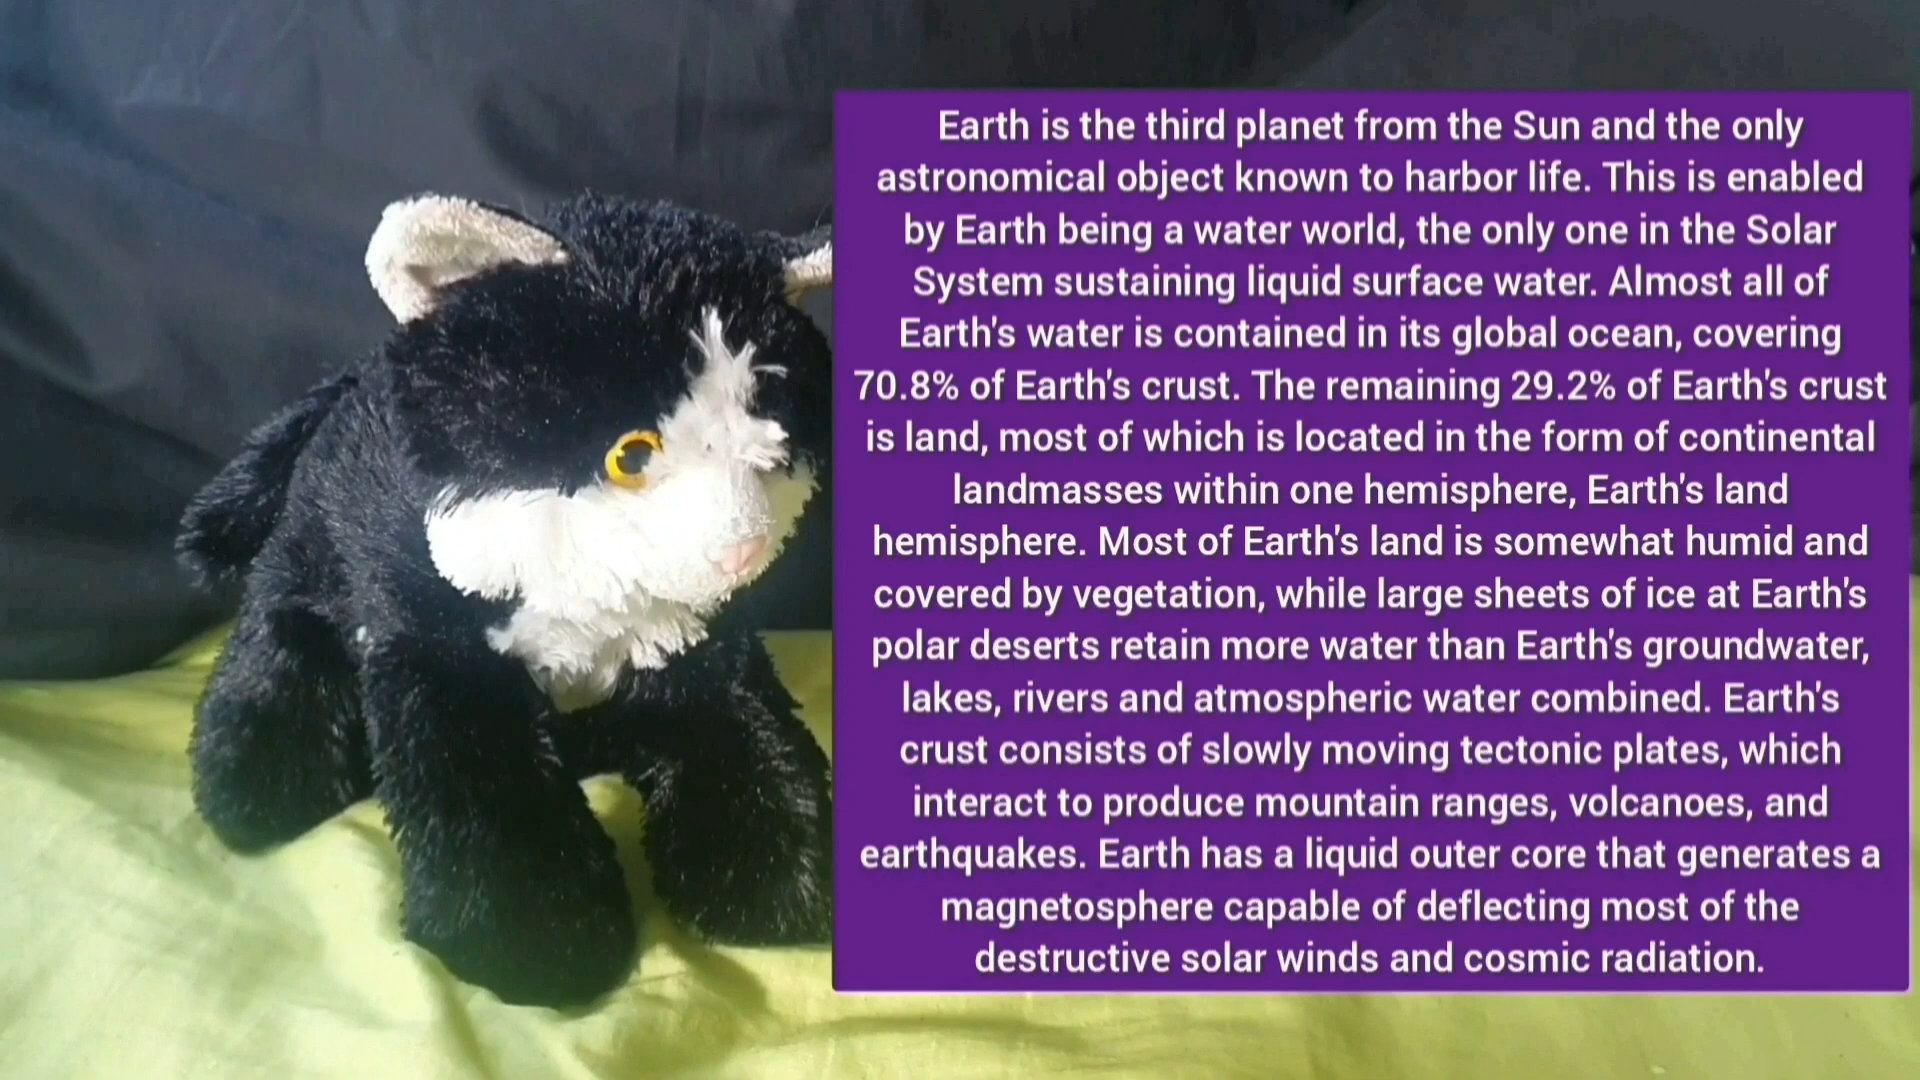 Earth is the third planet from the Sun and the only
astronomical object known to harbor life. This is enabled
by Earth being a water world, the only one in the Solar
System sustaining liquid surface water. Almost all of
Earth's water is contained in its global ocean, covering
70.8% of Earth's crust. The remaining 29.2% of Earth's crust
is land, most of which is located in the form of continental
landmasses within one hemisphere, Earth's land
hemisphere. Most of Earth's land is somewhat humid and
covered by vegetation, while large sheets of ice at Earth's
polar deserts retain more water than Earth's groundwater,
lakes, rivers and atmospheric water combined. Earth's
crust consists of slowly moving tectonic plates, which
interact to produce mountain ranges, volcanoes, and
earthquakes. Earth has a liquid outer core that generates a
magnetosphere capable of deflecting most of the
destructive solar winds and cosmic radiation.